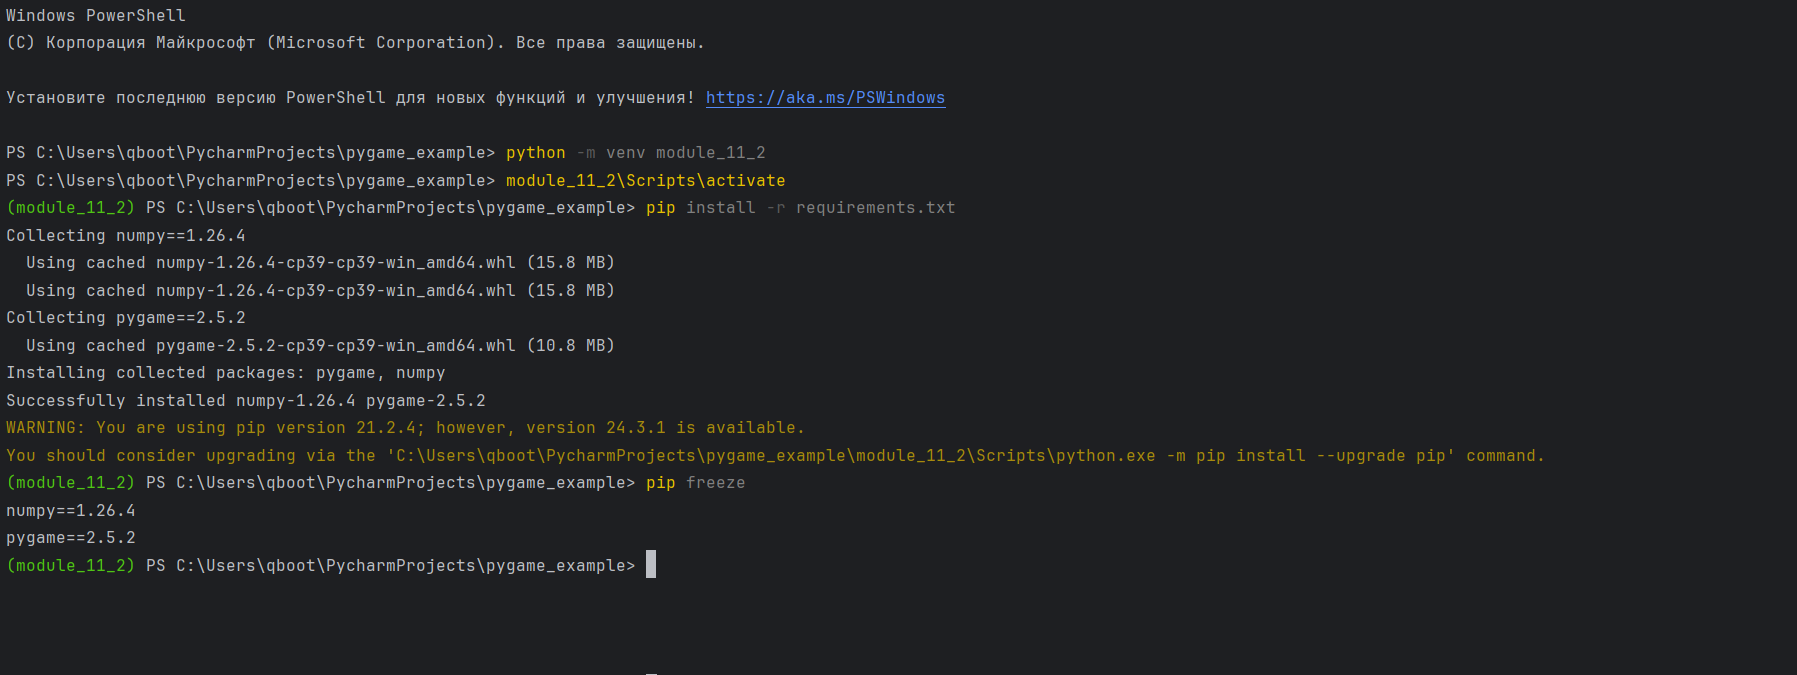 Windows PowerShell
(C) Корпорация Майкрософт (Microsoft Corporation). Все права защищены.
Установите последнюю версию PowerShell для новых функций и улучшения! https://aka.ms/PSWindows
PS C:\Users\qboot\PycharmProjects\pygame_example> python -m venv module_11_2
PS C:\Users\qboot\PycharmProjects\pygame_example> module_11_2\Scripts\activate
(module_11_2) PS C:\Users\qboot\PycharmProjects\pygame_example> pip install -r requirements.txt
Collecting numpy==1.26.4
  Using cached numpy-1.26.4-cp39-cp39-win_amd64.whl (15.8 MB)
  Using cached numpy-1.26.4-cp39-cp39-win_amd64.whl (15.8 MB)
Collecting pygame==2.5.2
  Using cached pygame-2.5.2-cp39-cp39-win_amd64.whl (10.8 MB)
Installing collected packages: pygame, numpy
Successfully installed numpy-1.26.4 pygame-2.5.2
WARNING: You are using pip version 21.2.4; however, version 24.3.1 is available.
You should consider upgrading via the 'C:\Users\qboot\PycharmProjects\pygame_example\module_11_2\Scripts\python.exe -m pip install --upgrade pip' command.
(module_11_2) PS C:\Users\qboot\PycharmProjects\pygame_example> pip freeze
numpy==1.26.4
pygame==2.5.2
(module_11_2) PS C:\Users\qboot\PycharmProjects\pygame_example>